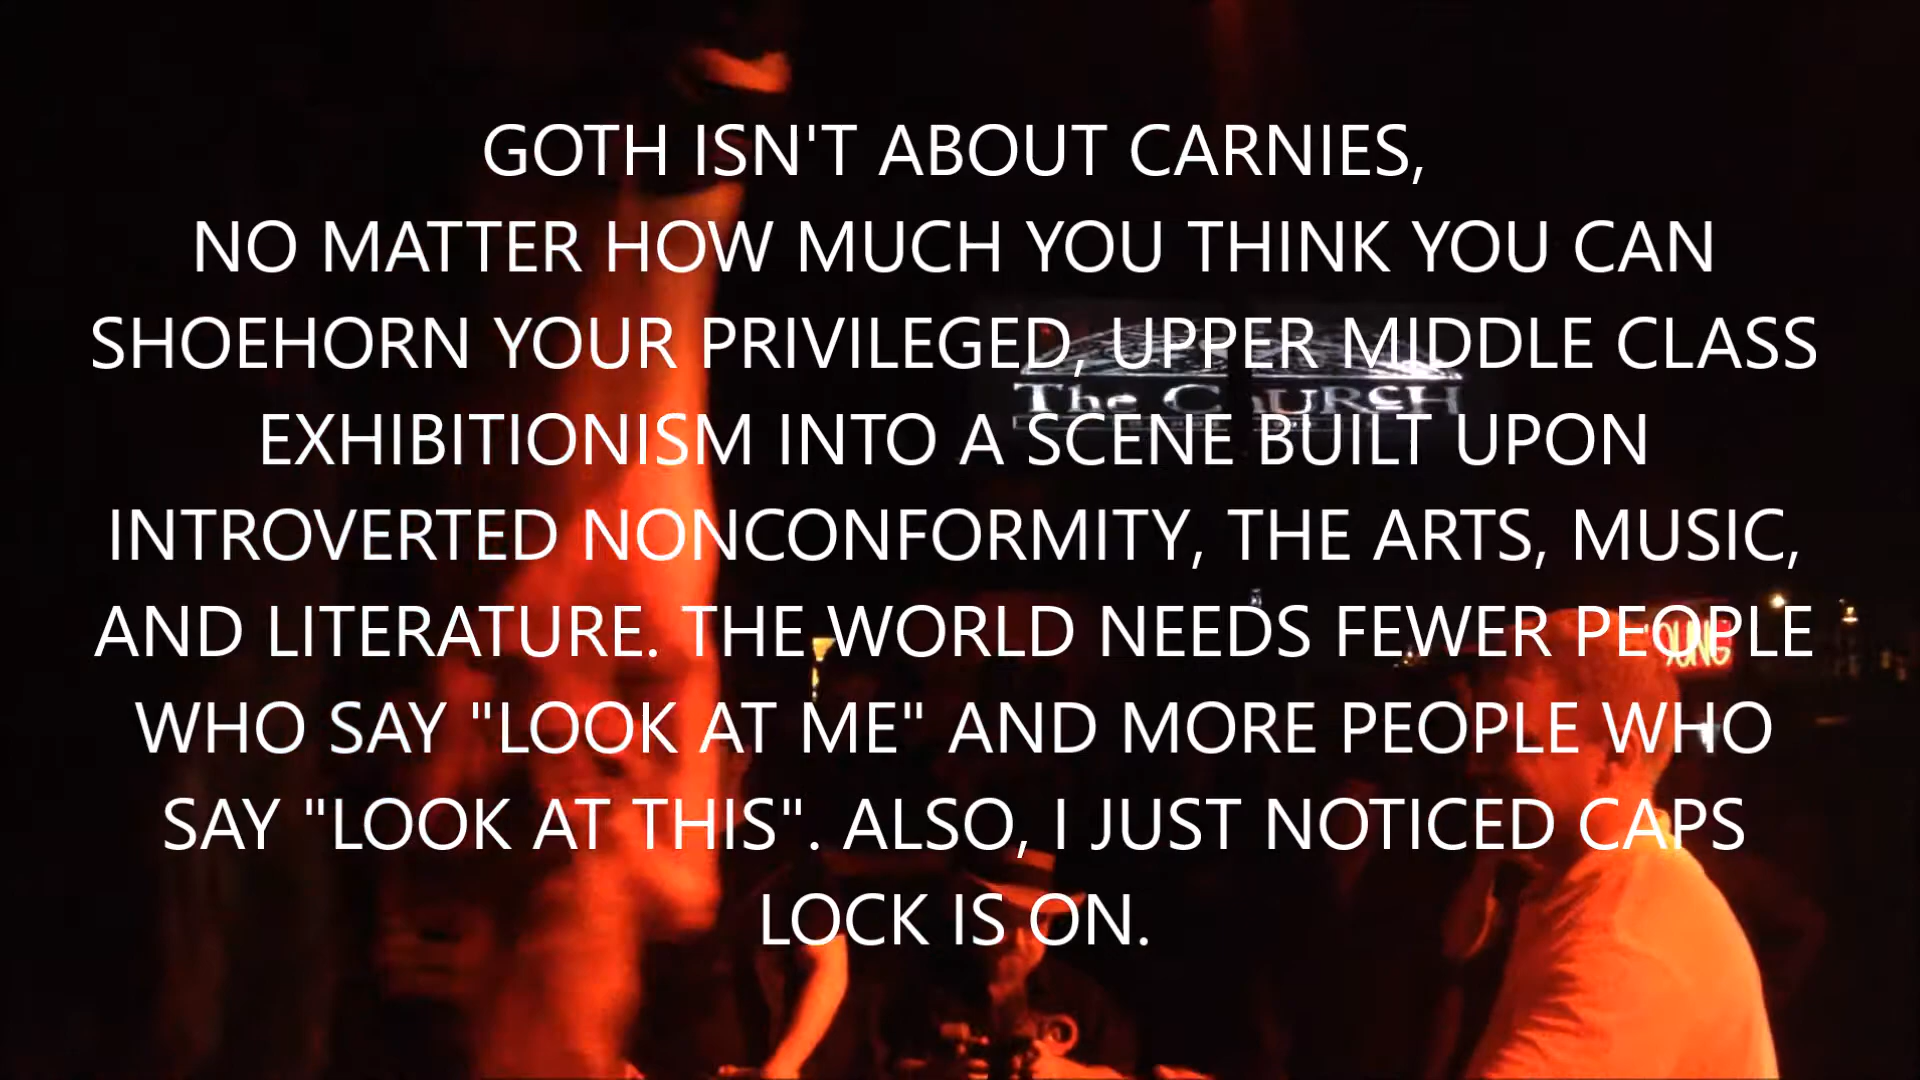 GOTH ISN'T ABOUT CARNIES,
NO MATTER HOW MUCH YOU THINK YOU CAN
SHOEHORN YOUR PRIVILEGED, UPPER MIDDLE CLASS
The ChURCH
EXHIBITIONISM INTO A SCENE BUILT UPON
INTROVERTED NONCONFORMITY, THE ARTS, MUSIC,
AND LITERATURE. THE WORLD NEEDS FEWER PEOPLE
WHO SAY "LOOK AT ME" AND MORE PEOPLE WHO
SAY "LOOK AT THIS". ALSO, I JUST NOTICED CAPS
LOCK IS ON.